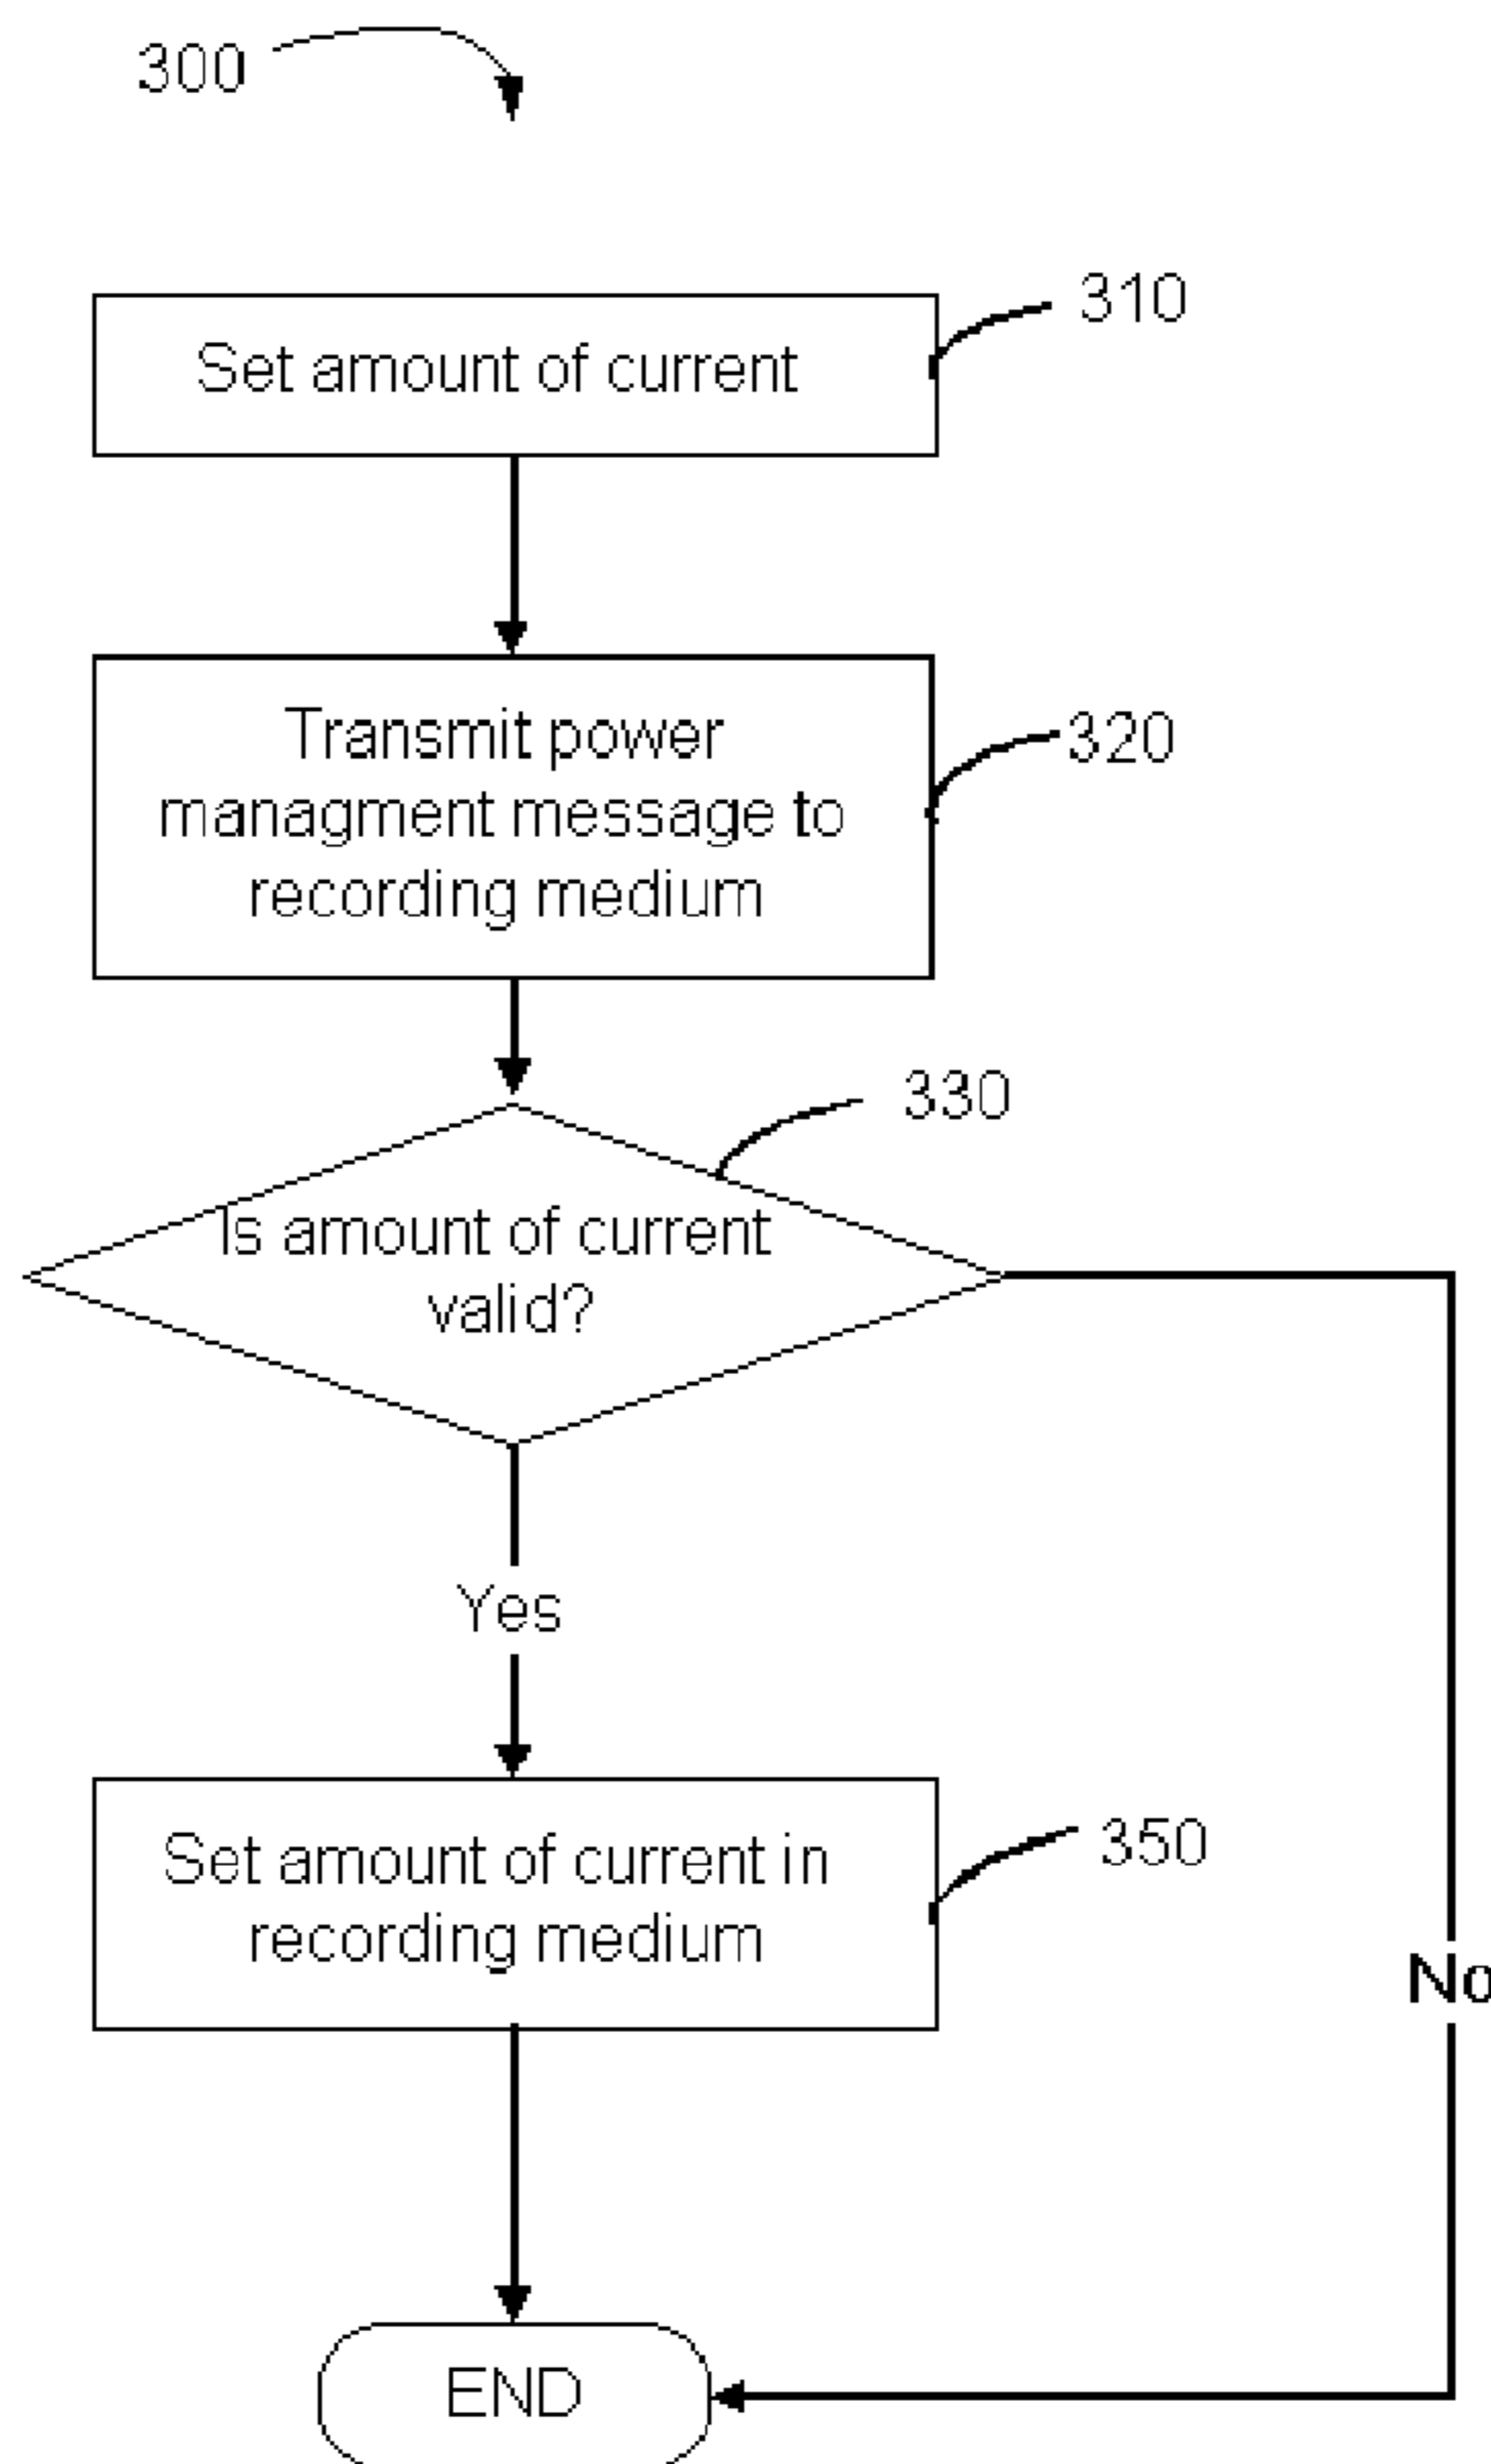 300
310
Set amount of current
320
Transmit power
managment message to
recording medium
330
Is amount of current
valid?
Yes
350
Set amount of current in
recording medium
No
END